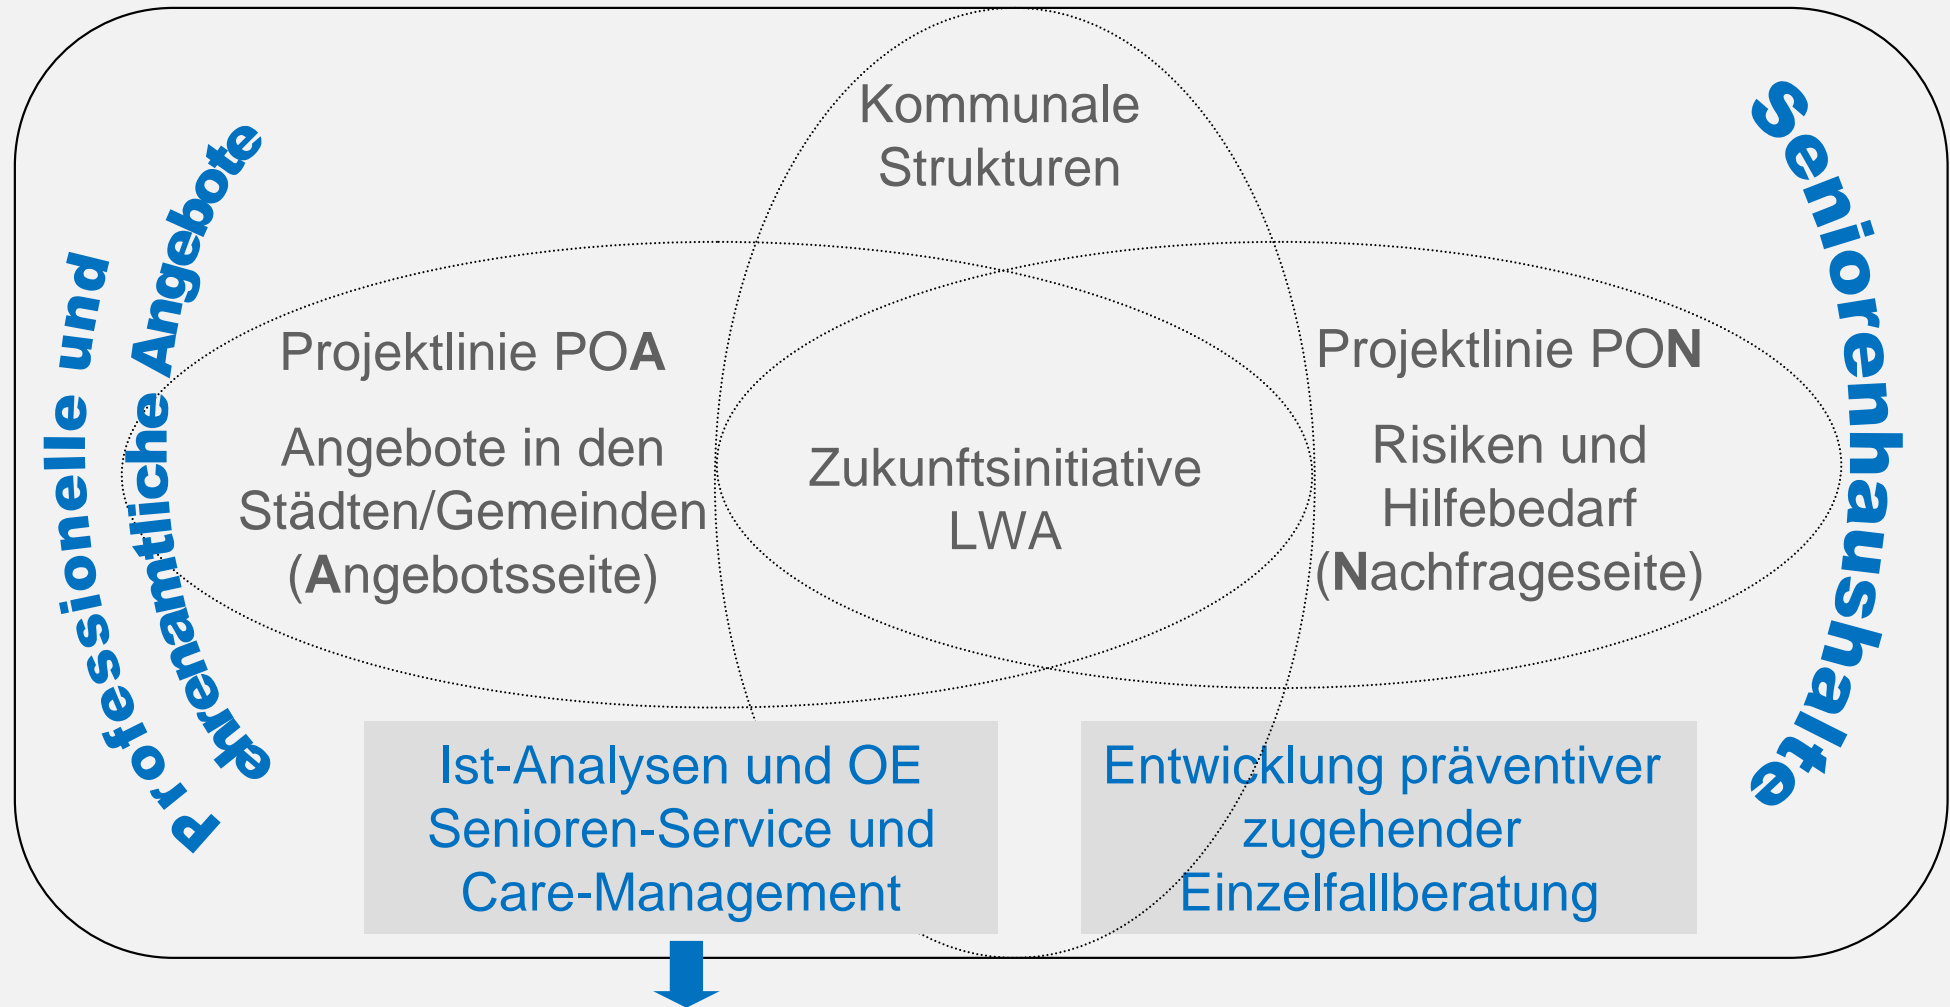 Kommunale
Strukturen
Professionelle und
ehrenamtliche Angebote
Projektlinie POA
Angebote in den
Städten/Gemeinden
(Angebotsseite)
Zukunftsinitiative
LWA
Projektlinie PON
Risiken und
Hilfebedarf
(Nachfrageseite)
Seniorenhaushalte
Ist-Analysen und OE
Senioren-Service und
Care-Management
Entwicklung präventiver
zugehender
Einzelfallberatung